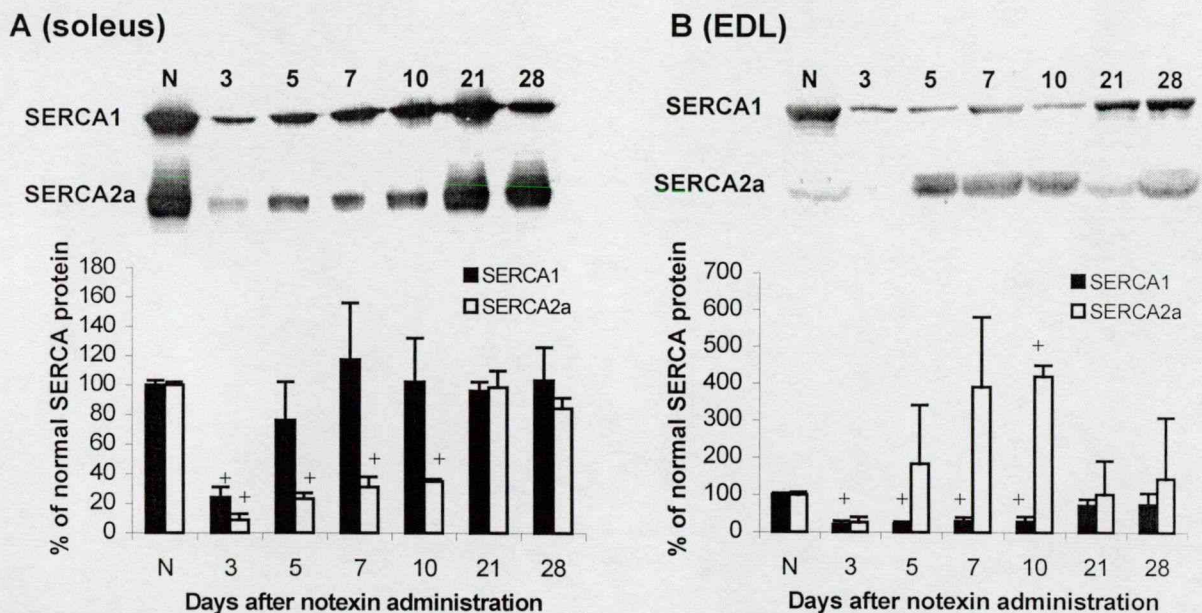 A (soleus)
N 3 5 7 10 21 28
SERCA1
SERCA2a
% of normal SERCA protein
180
160
140
120
100
80
60
40
20
0
SERCA1
SERCA2a
+ + + + +
N 3 5 7 10 21 28
Days after notexin administration
B (EDL)
N 3 5 7 10 21 28
SERCA1
SERCA2a
% of normal SERCA protein
700
600
500
400
300
200
100
0
SERCA1
SERCA2a
+ + + + +
N 3 5 7 10 21 28
Days after notexin administration